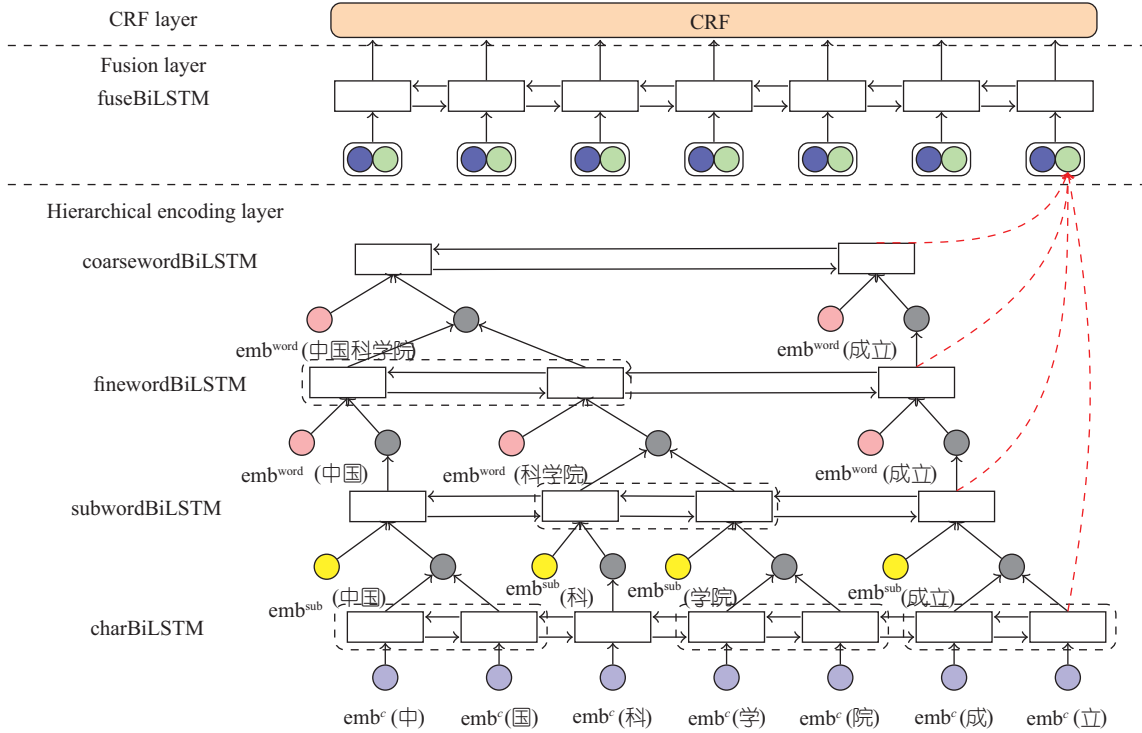 CRF layer
CRF
Fusion layer
fuseBiLSTM
Hierarchical encoding layer
coarsewordBiLSTM
emb^word (中国科学院)
emb^word (成立)
finewordBiLSTM
emb^word (中国)
emb^word (科学院)
emb^word (成立)
subwordBiLSTM
emb^sub (中国)
emb^sub (科)
emb^sub (学院)
emb^sub (成立)
charBiLSTM
emb^c (中)
emb^c (国)
emb^c (科)
emb^c (学)
emb^c (院)
emb^c (成)
emb^c (立)